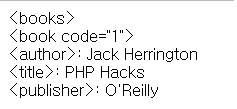 <books>
<book code="1">
<author>: Jack Herrington
<title>: PHP Hacks
<publisher>: O'Reilly